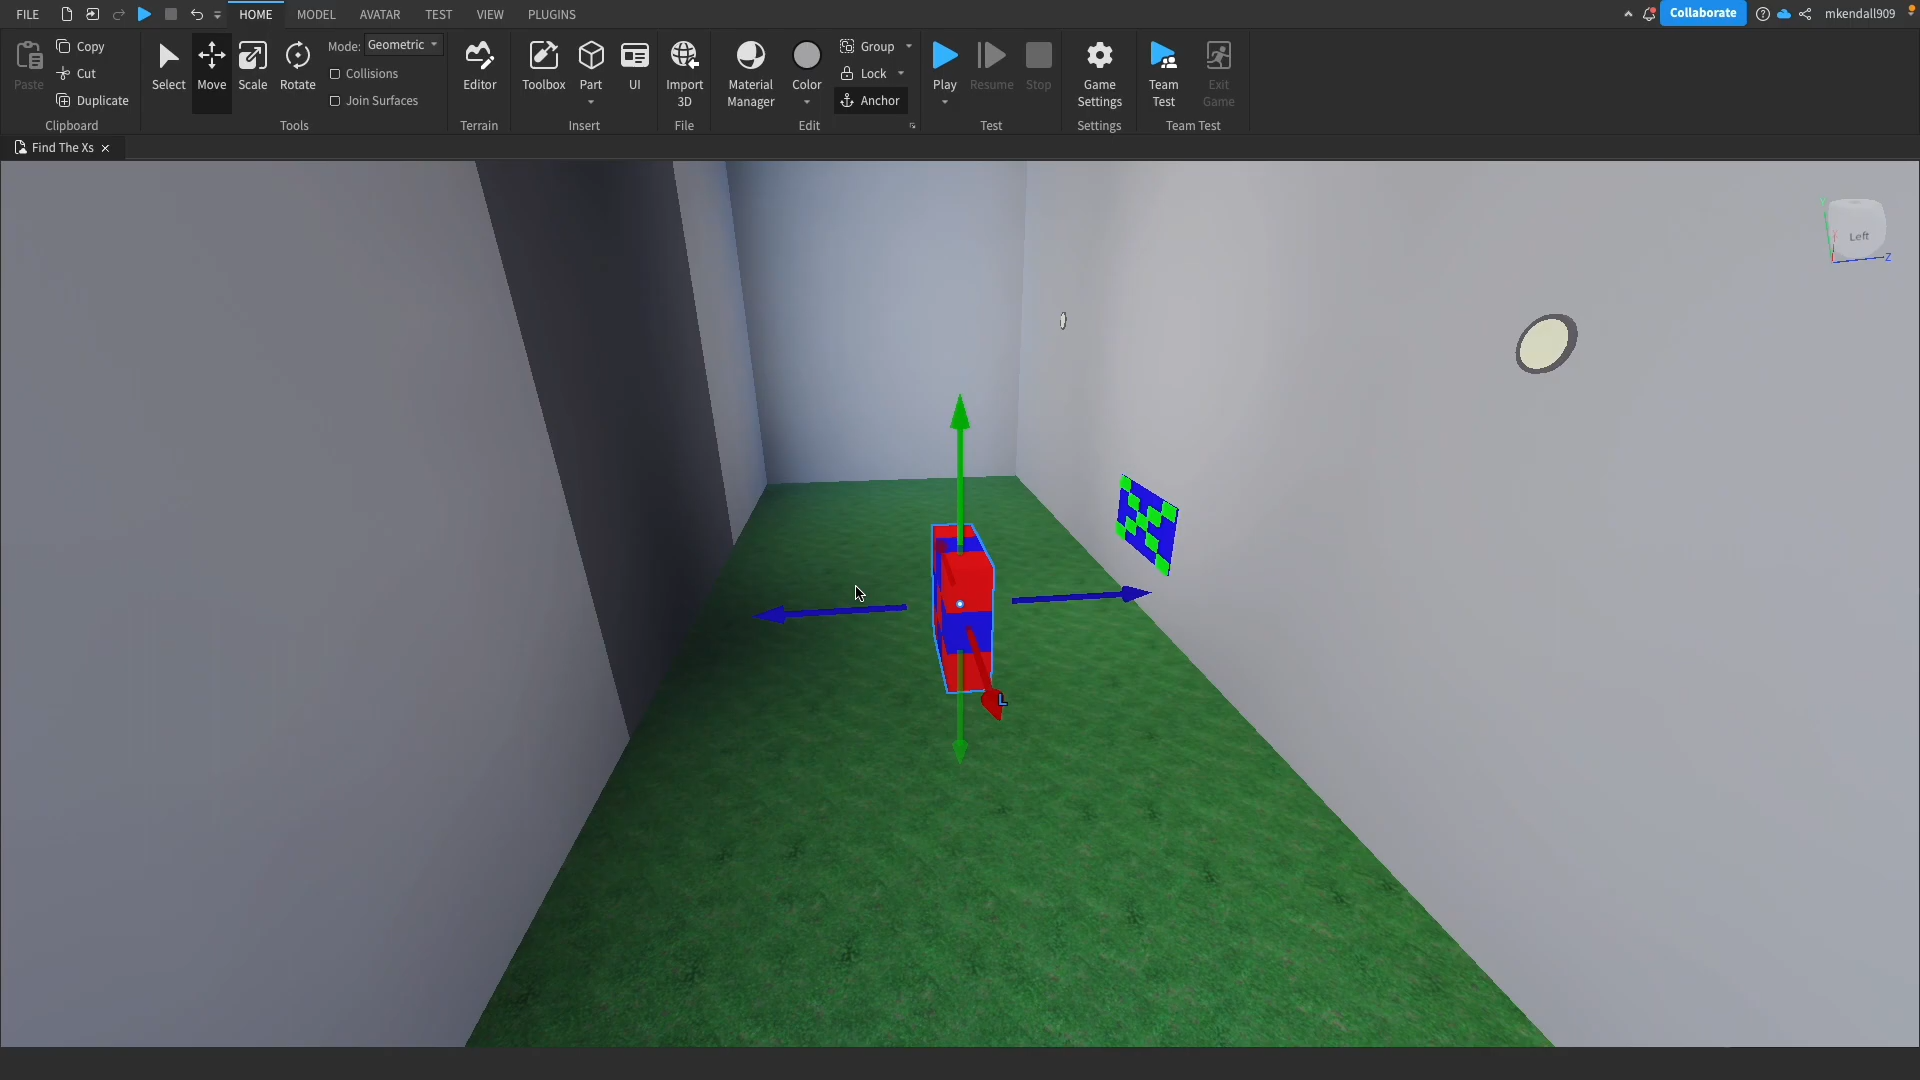 FILE HOME MODEL AVATAR TEST VIEW PLUGINS Collaborate mkendall909
Paste Copy Cut Duplicate
Clipboard
Select Move Scale Rotate Mode: Geometric
Collisions
Join Surfaces
Tools
Editor
Terrain
Toolbox Part UI
Insert
Import 3D
File
Material Manager Color Group Lock Anchor
Edit
Play Resume Stop
Test
Game Settings
Settings
Team Test Exit Game
Team Test
Find The Xs
Y
Left
Z
L